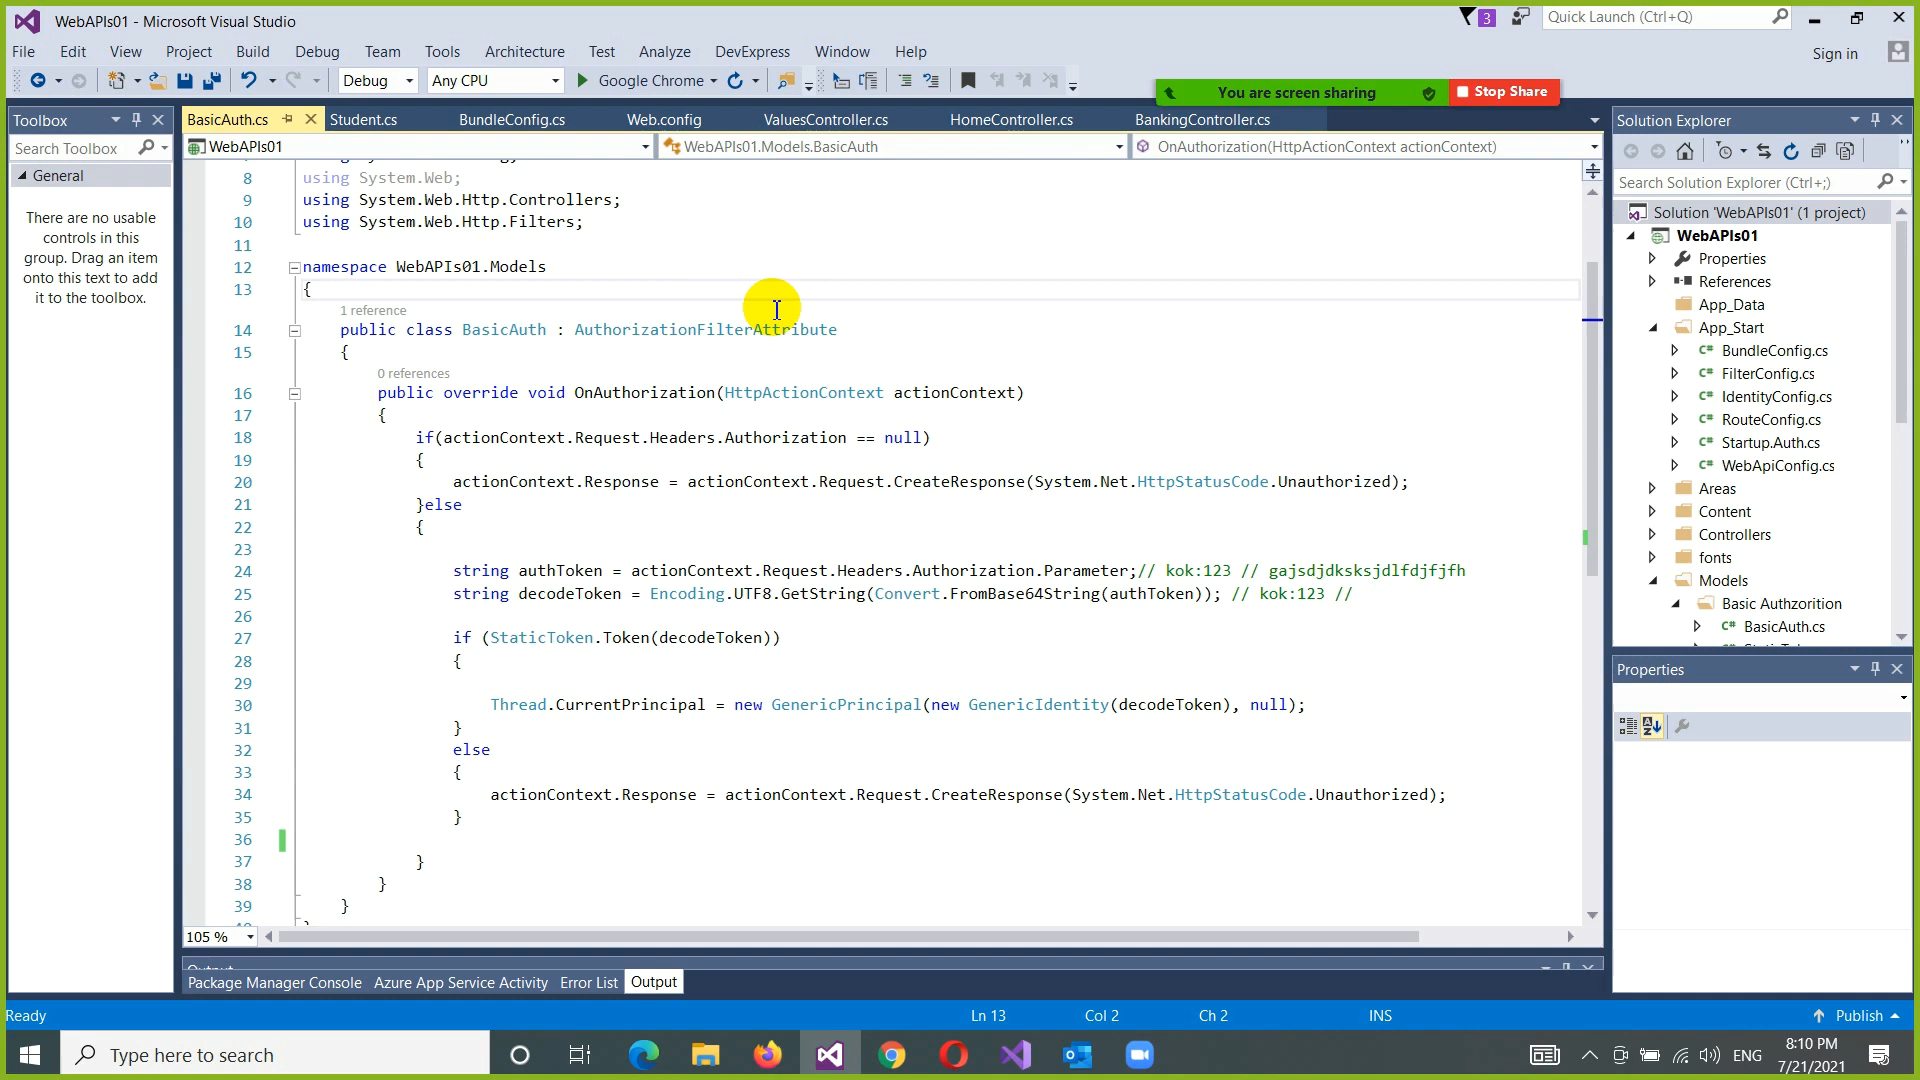 WebAPIs01 - Microsoft Visual Studio
3
Quick Launch (Ctrl+Q)
File Edit View Project Build Debug Team Tools Architecture Test Analyze DevExpress Window Help
Sign in
Debug Any CPU Google Chrome
You are screen sharing Stop Share
Toolbox
Search Toolbox
General
There are no usable
controls in this
group. Drag an item
onto this text to add
it to the toolbox.
BasicAuth.cs Student.cs BundleConfig.cs Web.config ValuesController.cs HomeController.cs BankingController.cs
WebAPIs01 WebAPIs01.Models.BasicAuth OnAuthorization(HttpActionContext actionContext)
8 using System.Web;
9 using System.Web.Http.Controllers;
10 using System.Web.Http.Filters;
11
12 namespace WebAPIs01.Models
13 {
1 reference
14 public class BasicAuth : AuthorizationFilterAttribute
15 {
0 references
16 public override void OnAuthorization(HttpActionContext actionContext)
17 {
18 if(actionContext.Request.Headers.Authorization == null)
19 {
20 actionContext.Response = actionContext.Request.CreateResponse(System.Net.HttpStatusCode.Unauthorized);
21 }else
22 {
23
24 string authToken = actionContext.Request.Headers.Authorization.Parameter;// kok:123 // gajsdjdksksjdlfdjfjfh
25 string decodeToken = Encoding.UTF8.GetString(Convert.FromBase64String(authToken)); // kok:123 //
26
27 if (StaticToken.Token(decodeToken))
28 {
29
30 Thread.CurrentPrincipal = new GenericPrincipal(new GenericIdentity(decodeToken), null);
31 }
32 else
33 {
34 actionContext.Response = actionContext.Request.CreateResponse(System.Net.HttpStatusCode.Unauthorized);
35 }
36
37 }
38 }
39 }
105 %
Output
Package Manager Console Azure App Service Activity Error List Output
Solution Explorer
Search Solution Explorer (Ctrl+;)
Solution 'WebAPIs01' (1 project)
WebAPIs01
Properties
References
App_Data
App_Start
C# BundleConfig.cs
C# FilterConfig.cs
C# IdentityConfig.cs
C# RouteConfig.cs
C# Startup.Auth.cs
C# WebApiConfig.cs
Areas
Content
Controllers
fonts
Models
Basic Authzorition
C# BasicAuth.cs
Properties
Ready Ln 13 Col 2 Ch 2 INS Publish
Type here to search
ENG
8:10 PM
7/21/2021